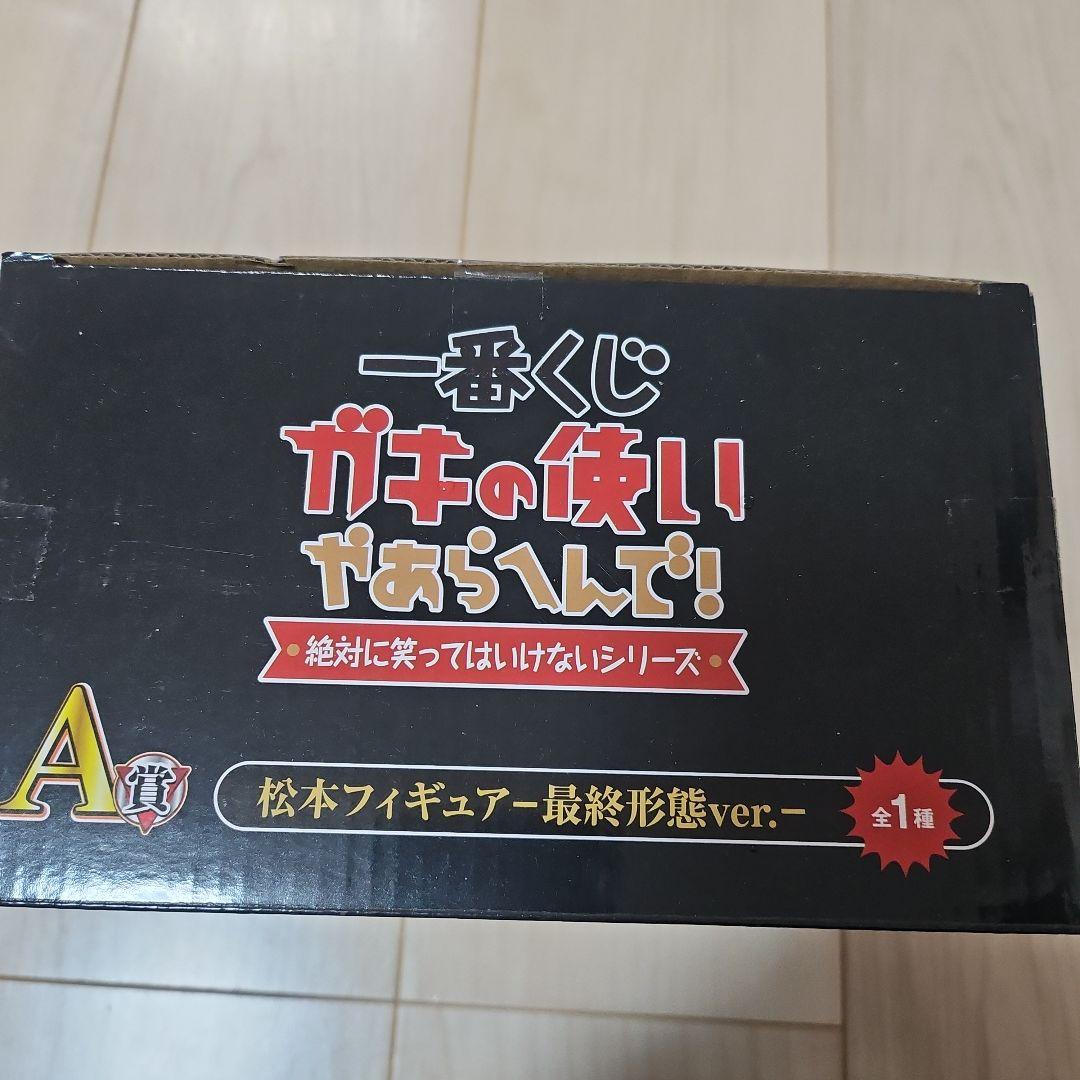 一番くじ
ガキの使い
やあらへんで!
・絶対に笑ってはいけないシリーズ・
A賞
松本フィギュアー最終形態ver.ー
全1種